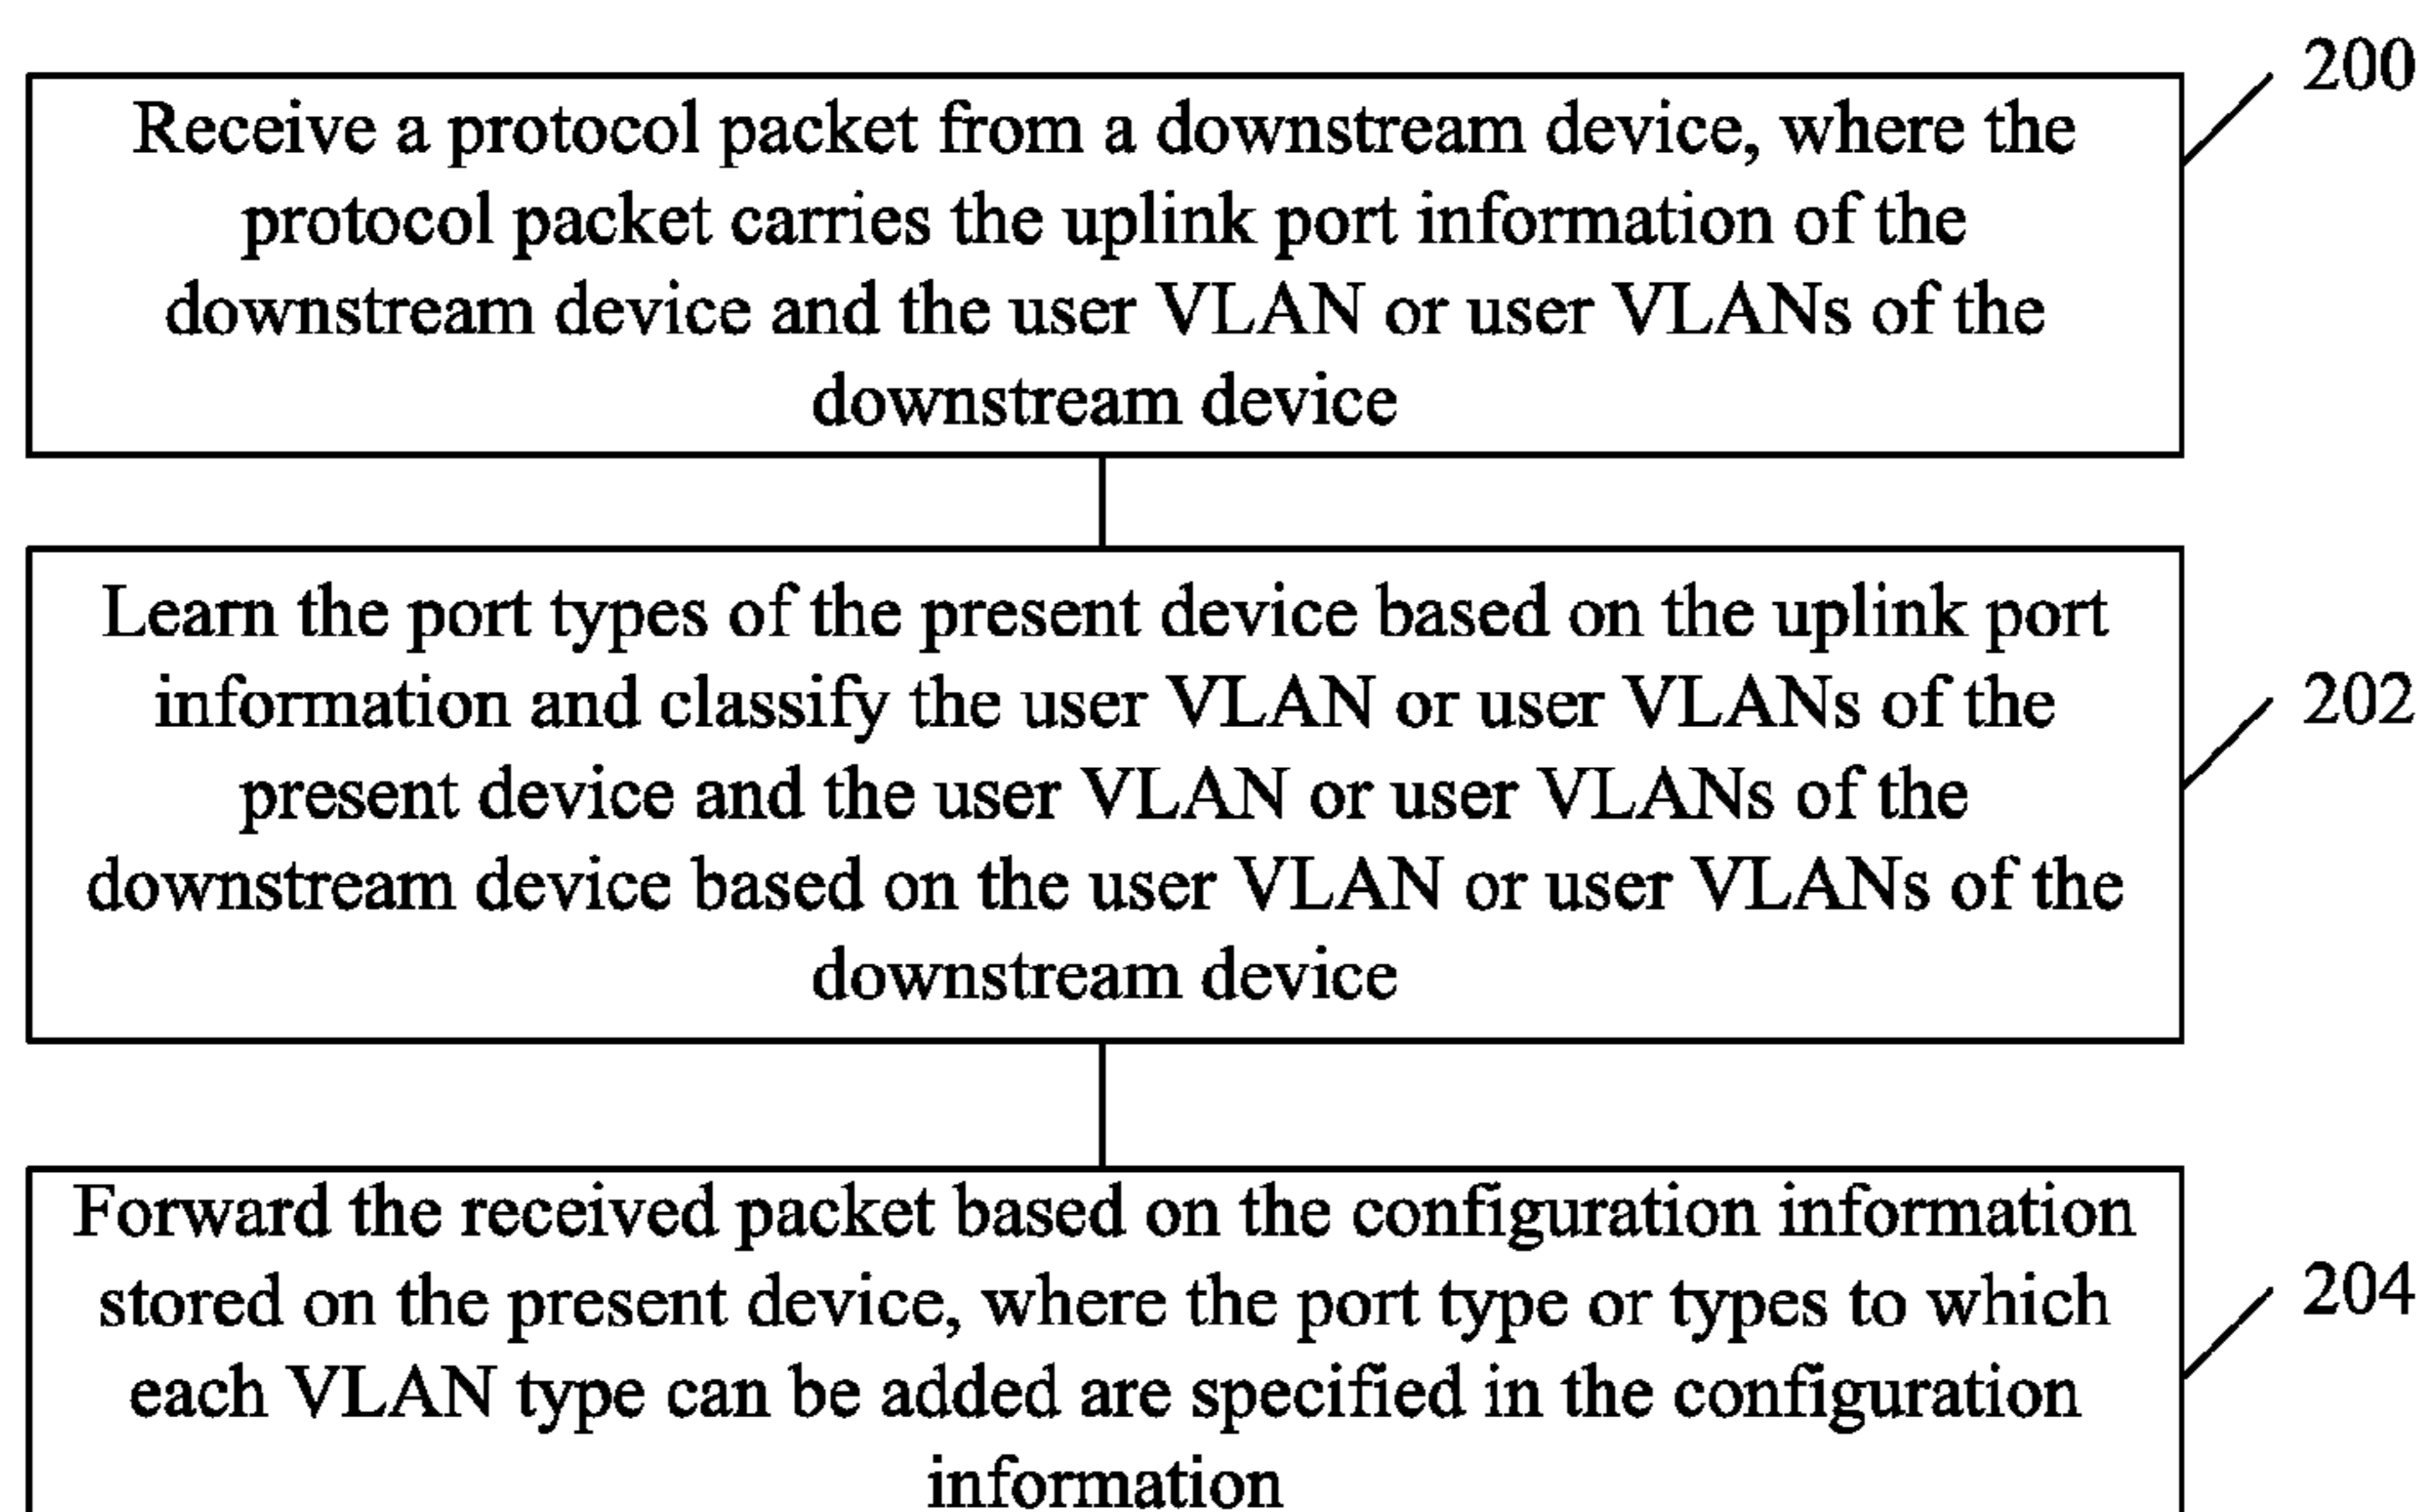 200
Receive a protocol packet from a downstream device, where the
protocol packet carries the uplink port information of the
downstream device and the user VLAN or user VLANs of the
downstream device
Learn the port types of the present device based on the uplink port
information and classify the user VLAN or user VLANs of the
present device and the user VLAN or user VLANs of the
downstream device based on the user VLAN or user VLANs of the
downstream device
202
Forward the received packet based on the configuration information
stored on the present device, where the port type or types to which
each VLAN type can be added are specified in the configuration
information
204